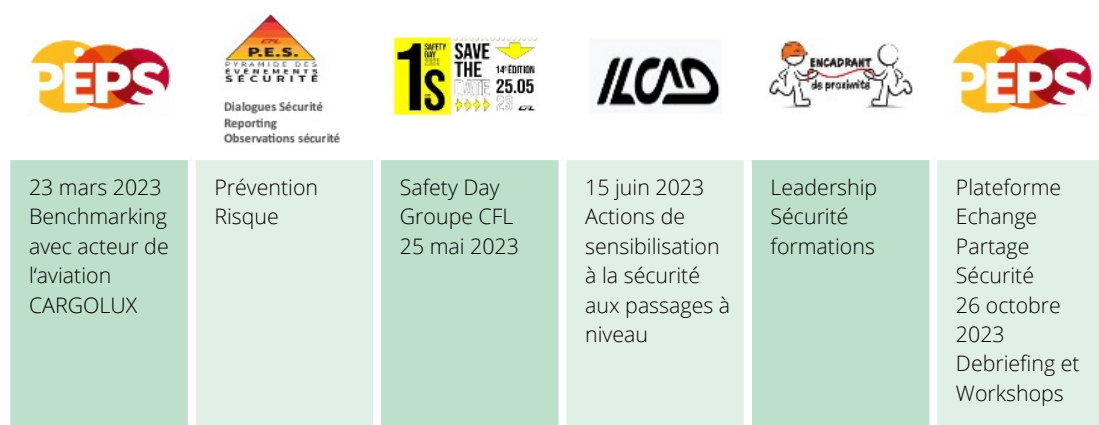 PEPS
CFL
P.E.S.
PYRAMIDE DES
ÉVÉNEMENTS
SÉCURITÉ
Dialogues Sécurité
Reporting
Observations sécurité
1s
SAFETY
DAY
SAVE
THE
DATE
14e ÉDITION
25.05
23 CFL
ILCAD
ENCADRANT
de proximité
PEPS
23 mars 2023
Benchmarking
avec acteur de
l‘aviation
CARGOLUX
Prévention
Risque
Safety Day
Groupe CFL
25 mai 2023
15 juin 2023
Actions de
sensibilisation
à la sécurité
aux passages à
niveau
Leadership
Sécurité
formations
Plateforme
Echange
Partage
Sécurité
26 octobre
2023
Debriefing et
Workshops